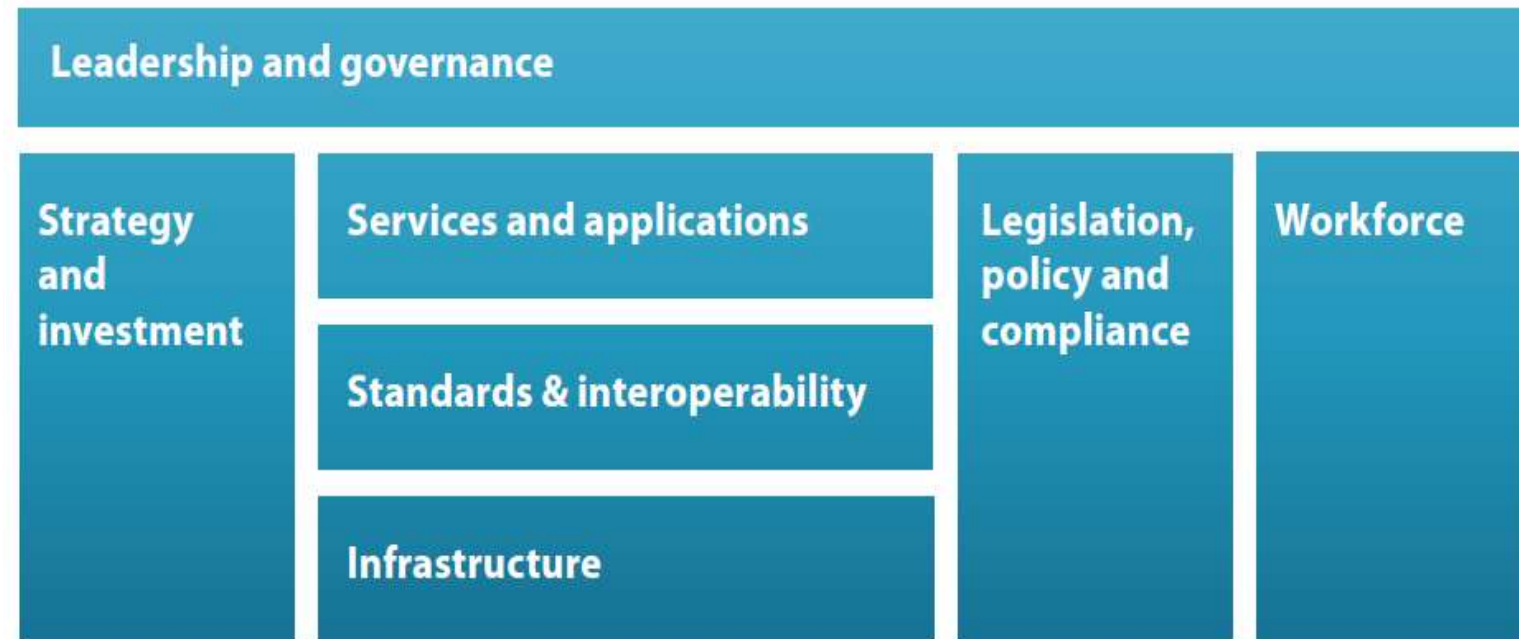 Leadership and governance
Strategy
and
investment
Services and applications
Standards & interoperability
Infrastructure
Legislation,
policy and
compliance
Workforce